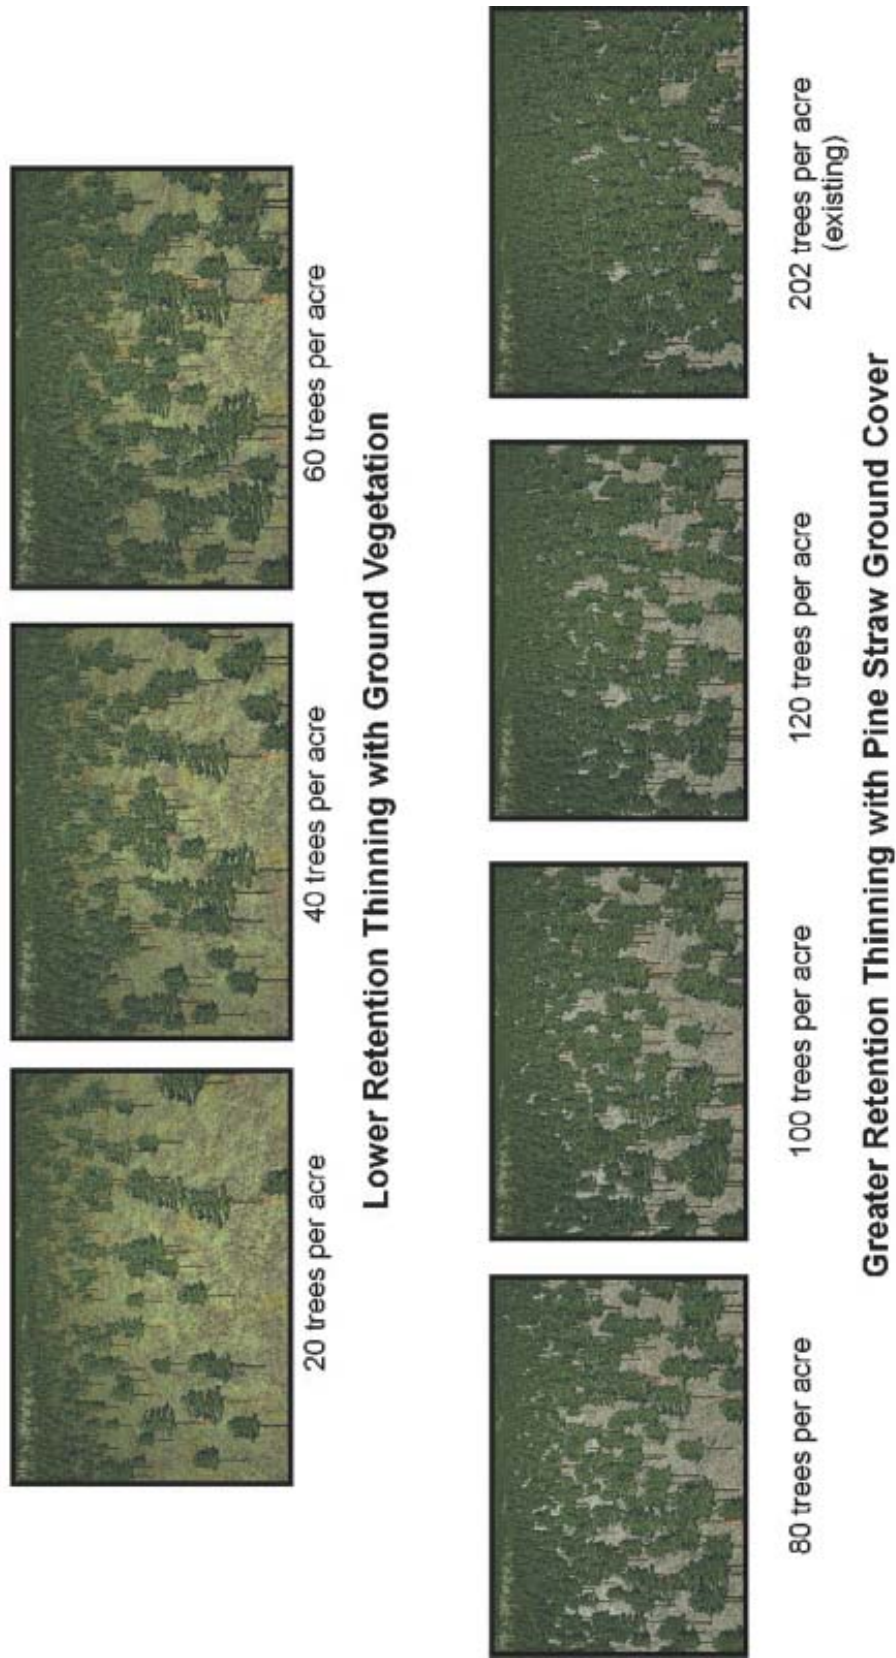 20 trees per acre
40 trees per acre
60 trees per acre
Lower Retention Thinning with Ground Vegetation
80 trees per acre
100 trees per acre
120 trees per acre
202 trees per acre
(existing)
Greater Retention Thinning with Pine Straw Ground Cover